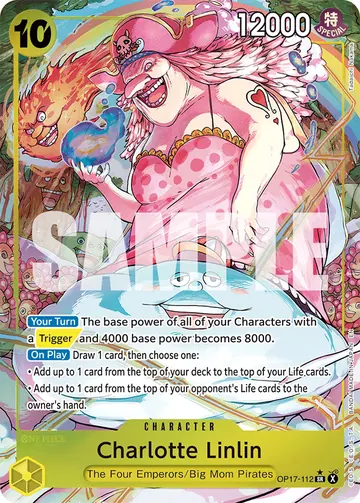 10
12000
特
SPECIAL
SAMPLE
Your Turn The base power of all of your Characters with
a Trigger and 4000 base power becomes 8000.
On Play Draw 1 card, then choose one:
• Add up to 1 card from the top of your deck to the top of your Life cards.
• Add up to 1 card from the top of your opponent's Life cards to the
owner's hand.
CHARACTER
Charlotte Linlin
The Four Emperors/Big Mom Pirates
OP17-112 SR
X